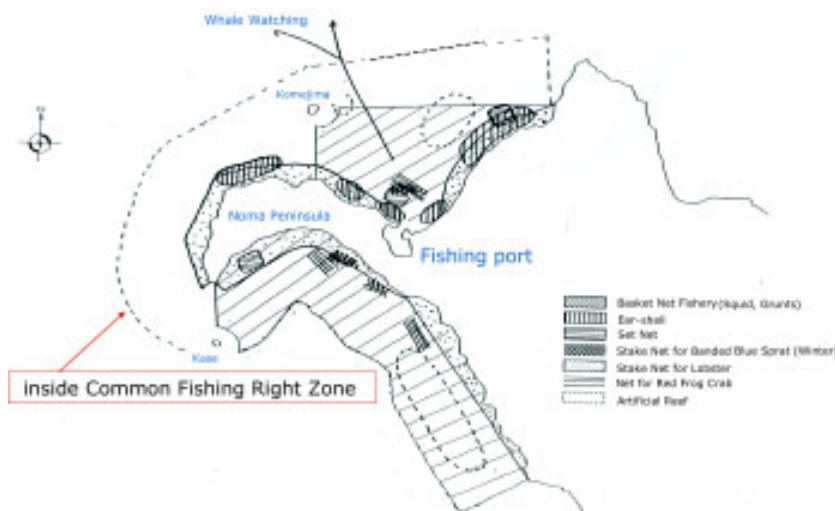 Whale Watching
Komejima
Noma Peninsula
Fishing port
Kase
inside Common Fishing Right Zone
Basket Net Fishery (Squid, Grunts)
Ear-shell
Set Net
Stake Net for Banded Blue Sprat (Winter)
Stake Net for Lobster
Net for Red Frog Crab
Artificial Reef